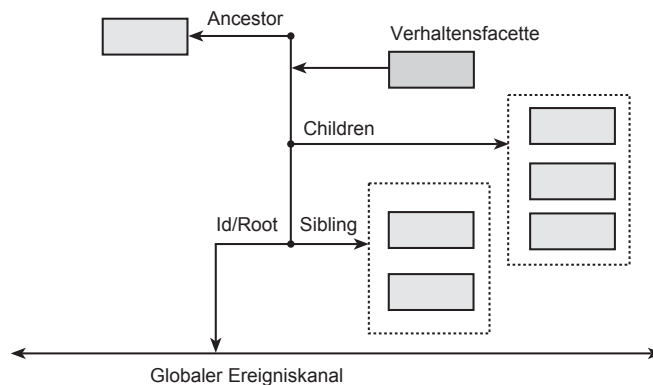 Ancestor
Verhaltensfacette
Children
Id/Root
Sibling
Globaler Ereigniskanal